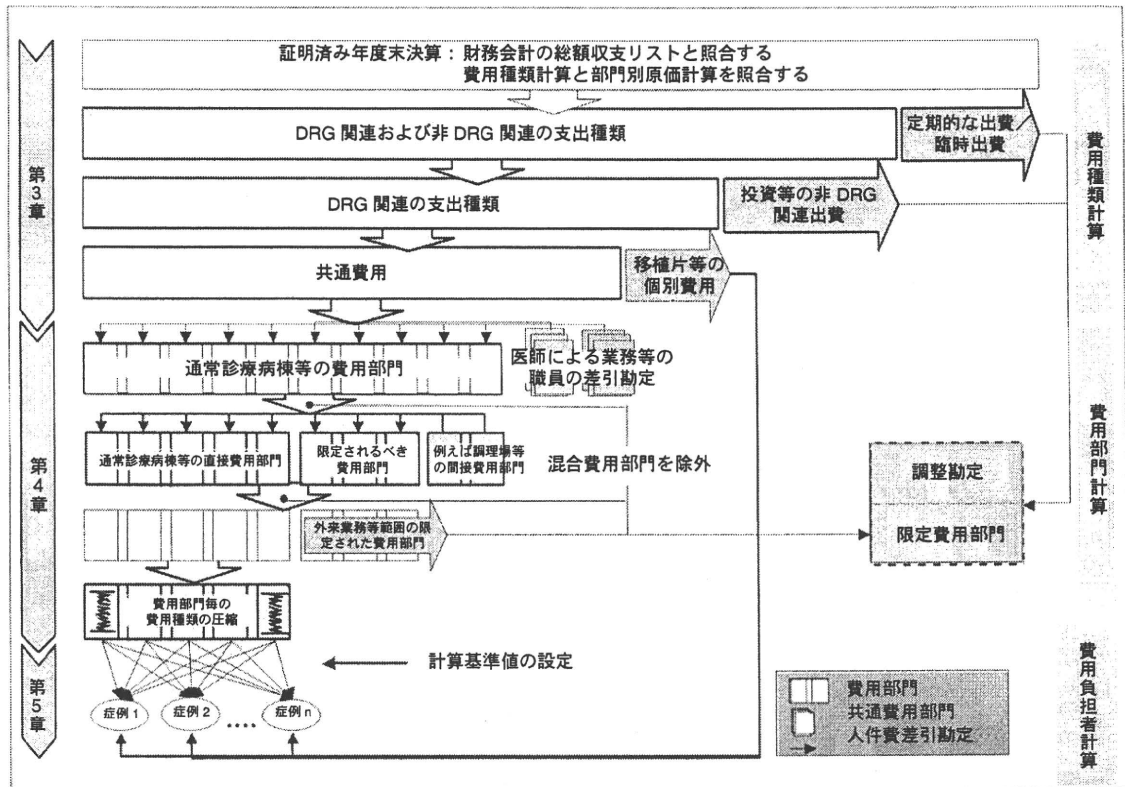 証明済み年度末決算：財務会計の総額収支リストと照合する
費用種類計算と部門別原価計算を照合する
DRG 関連および非 DRG 関連の支出種類
定期的な出費／
臨時出費
DRG 関連の支出種類
投資等の非 DRG
関連出費
共通費用
移植片等の
個別費用
第3章
費用種類計算
通常診療病棟等の費用部門
医師による業務等の
職員の差引勘定
通常診療病棟等の直接費用部門
限定されるべき
費用部門
例えば調理場等
の間接費用部門
混合費用部門を除外
外来業務等範囲の限
定された費用部門
調整勘定
限定費用部門
第4章
費用部門計算
費用部門毎の
費用種類の圧縮
計算基準値の設定
症例 1
症例 2
....
症例 n
第5章
費用負担者計算
費用部門
共通費用部門
人件費差引勘定